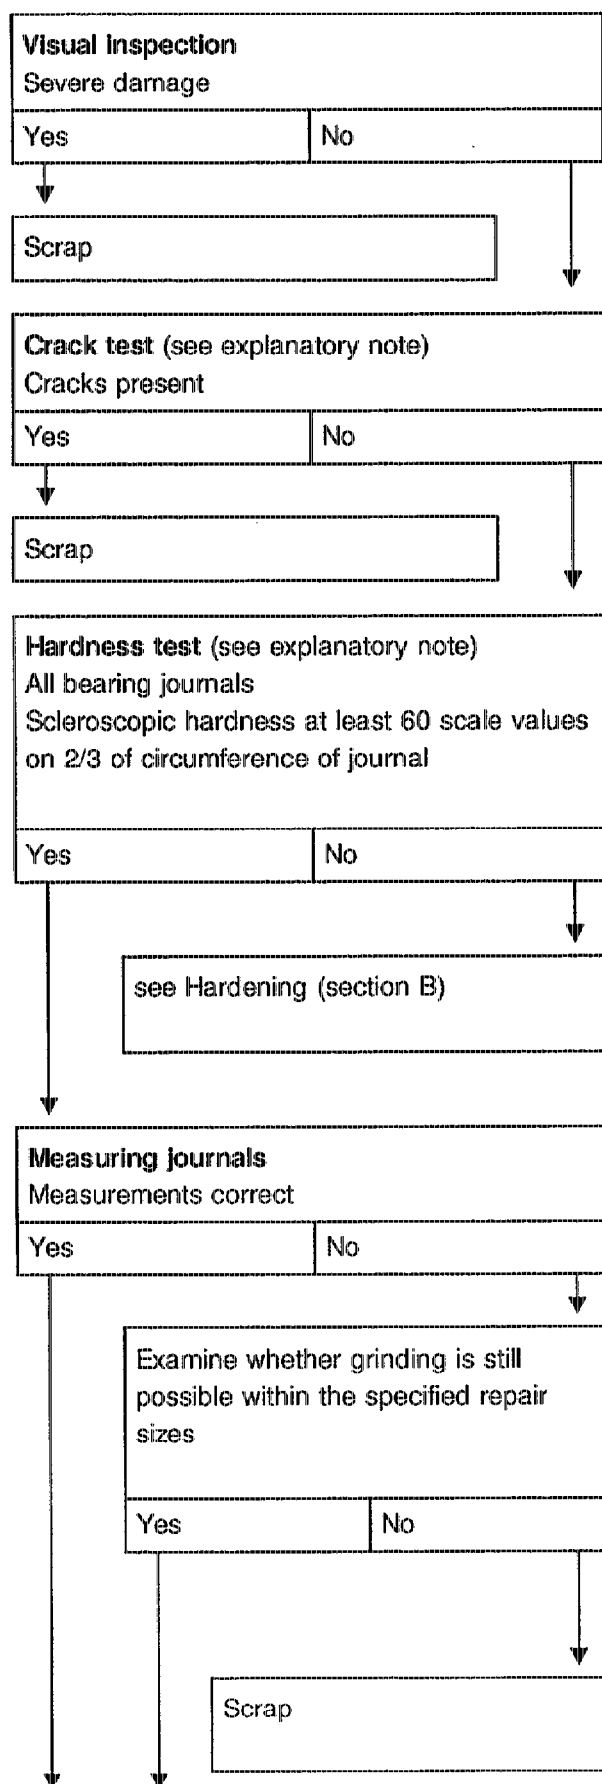 Visual inspection
Severe damage
Yes
No
Scrap
Crack test (see explanatory note)
Cracks present
Yes
No
Scrap
Hardness test (see explanatory note)
All bearing journals
Scleroscopic hardness at least 60 scale values
on 2/3 of circumference of journal
Yes
No
see Hardening (section B)
Measuring journals
Measurements correct
Yes
No
Examine whether grinding is still
possible within the specified repair
sizes
Yes
No
Scrap